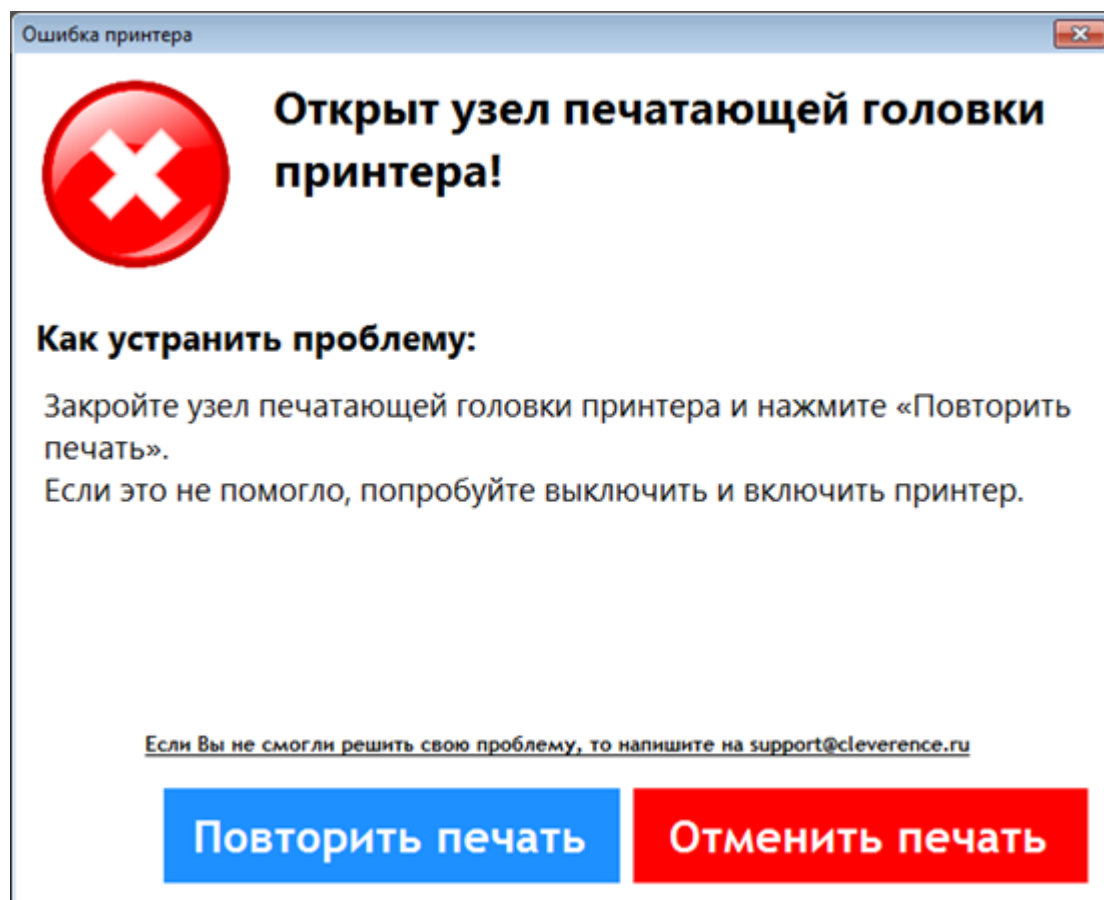 Ошибка принтера
Открыт узел печатающей головки
принтера!
Как устранить проблему:
Закройте узел печатающей головки принтера и нажмите «Повторить
печать».
Если это не помогло, попробуйте выключить и включить принтер.
Если Вы не смогли решить свою проблему, то напишите на support@cleverence.ru
Повторить печать
Отменить печать